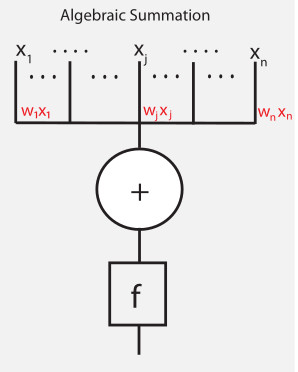 Algebraic Summation
x₁ .... xⱼ .... xₙ
... ... ... ...
w₁x₁ wⱼxⱼ wₙxₙ
+
f